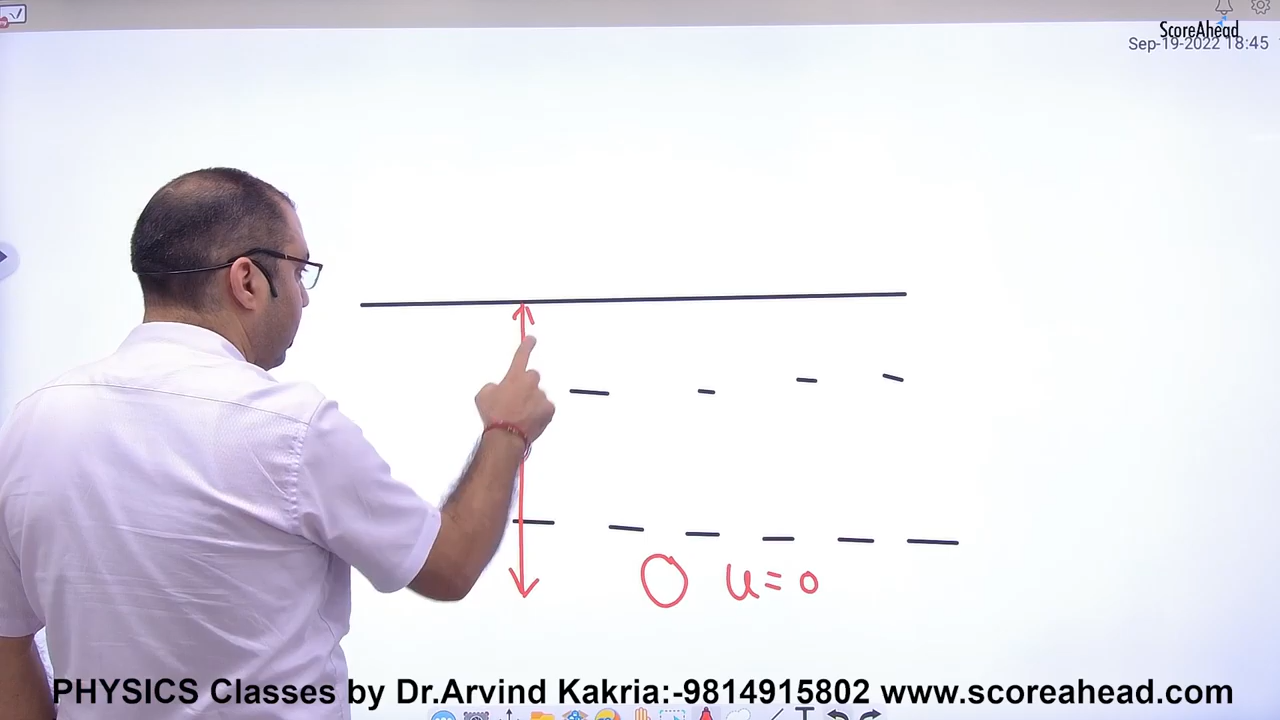 ScoreAhead
Sep-19-2022 18:45
u = 0
PHYSICS Classes by Dr.Arvind Kakria:-9814915802 www.scoreahead.com